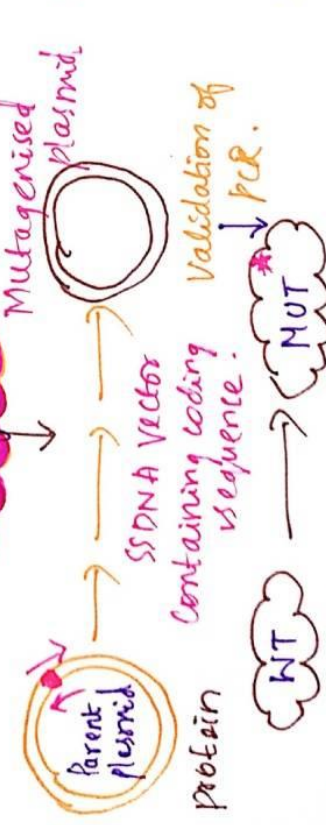 Mutagenised
plasmid
Parent
plasmid
SSDNA Vector
Containing coding
sequence.
Validation of
PCR.
protein
WT
MUT
*